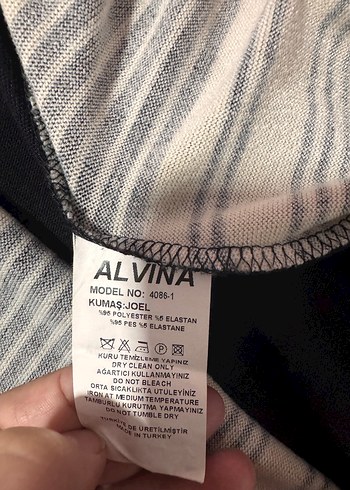 ALVINA
MODEL NO: 4086-1
KUMAŞ:JOEL
%95 POLYESTER %5 ELASTAN
%95 PES %5 ELASTANE
P
KURU TEMİZLEME YAPINIZ
DRY CLEAN ONLY
AĞARTICI KULLANMAYINIZ
DO NOT BLEACH
ORTA SICAKLIKTA ÜTÜLEYİNİZ
IRON AT MEDIUM TEMPERATURE
TAMBURLU KURUTMA YAPMAYINIZ
DO NOT TUMBLE DRY
TÜRKİYE'DE ÜRETİLMİŞTİR
MADE IN TURKEY